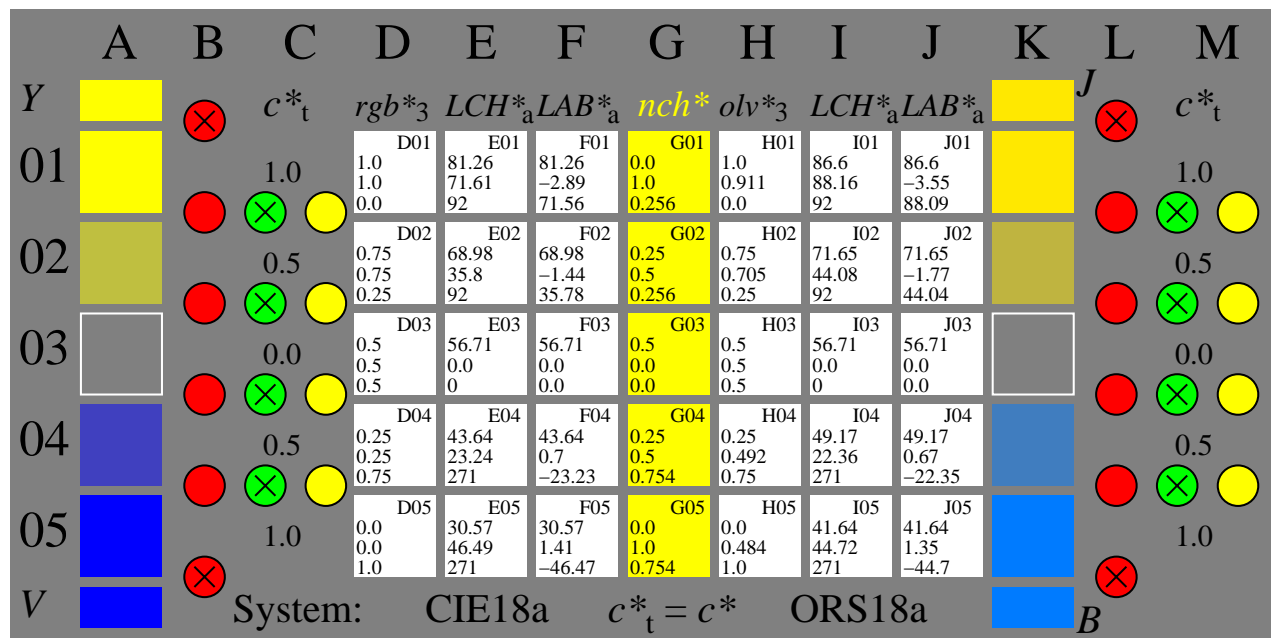 A B C D E F G H I J K L M
Y c*t rgb*3 LCH*a LAB*a nch* olv*3 LCH*a LAB*a J c*t
01 1.0 D01 E01 F01 G01 H01 I01 J01 1.0
1.0 81.26 81.26 0.0 1.0 86.6 86.6
1.0 71.61 −2.89 1.0 0.911 88.16 −3.55
0.0 92 71.56 0.256 0.0 92 88.09
02 0.5 D02 E02 F02 G02 H02 I02 J02 0.5
0.75 68.98 68.98 0.25 0.75 71.65 71.65
0.75 35.8 −1.44 0.5 0.705 44.08 −1.77
0.25 92 35.78 0.256 0.25 92 44.04
03 0.0 D03 E03 F03 G03 H03 I03 J03 0.0
0.5 56.71 56.71 0.5 0.5 56.71 56.71
0.5 0.0 0.0 0.0 0.5 0.0 0.0
0.5 0 0.0 0.0 0.5 0 0.0
04 0.5 D04 E04 F04 G04 H04 I04 J04 0.5
0.25 43.64 43.64 0.25 0.25 49.17 49.17
0.25 23.24 0.7 0.5 0.492 22.36 0.67
0.75 271 −23.23 0.754 0.75 271 −22.35
05 1.0 D05 E05 F05 G05 H05 I05 J05 1.0
0.0 30.57 30.57 0.0 0.0 41.64 41.64
0.0 46.49 1.41 1.0 0.484 44.72 1.35
1.0 271 −46.47 0.754 1.0 271 −44.7
V System: CIE18a c*t = c* ORS18a B